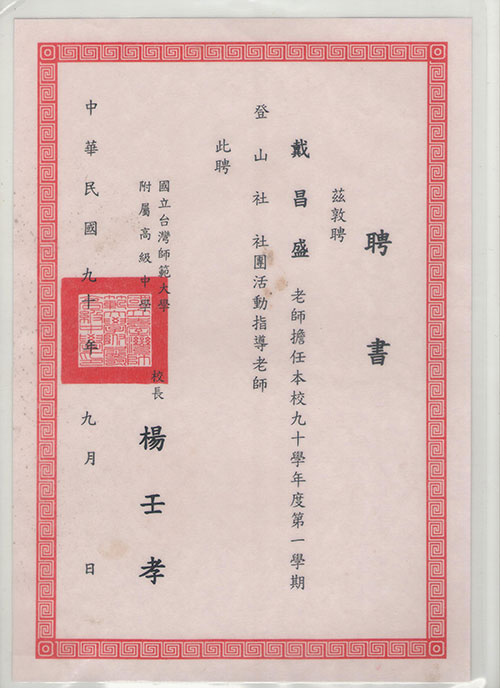 聘書
茲敦聘
戴昌盛 老師擔任本校九十學年度第一學期
登山社 社團活動指導老師
此聘
國立台灣師範大學
附屬高級中學
校長 楊壬孝
中華民國九十年 九月 日